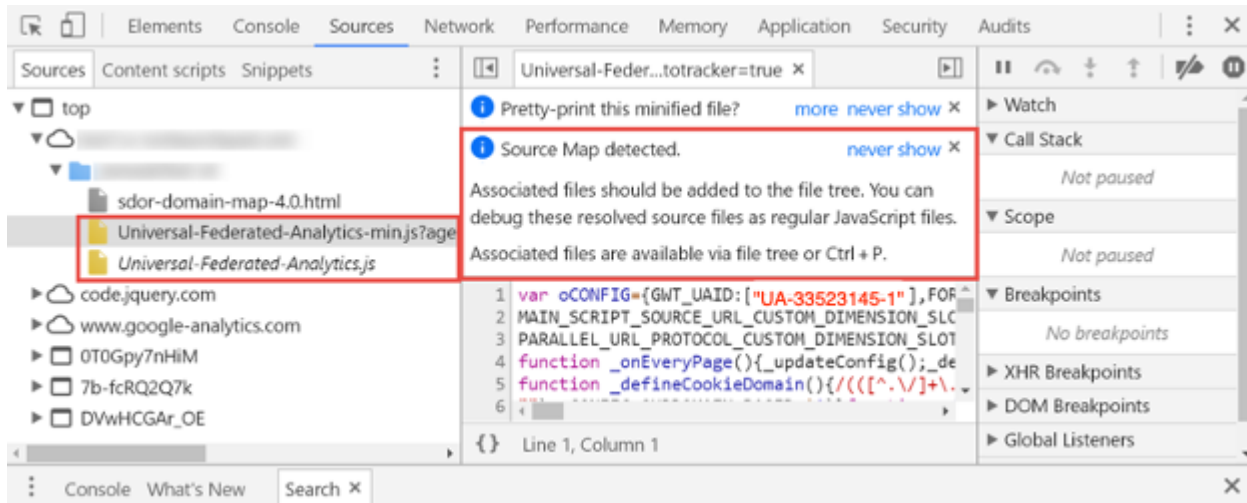 Elements Console Sources Network Performance Memory Application Security Audits
Sources Content scripts Snippets
Universal-Feder...totracker=true ×
top
sdor-domain-map-4.0.html
Universal-Federated-Analytics-min.js?age
Universal-Federated-Analytics.js
code.jquery.com
www.google-analytics.com
0T0Gpy7nHiM
7b-fcRQ2Q7k
DVwHCGAr_OE
Pretty-print this minified file? more never show ×
Source Map detected. never show ×
Associated files should be added to the file tree. You can
debug these resolved source files as regular JavaScript files.
Associated files are available via file tree or Ctrl + P.
1 var oCONFIG={GWT_UAID:["UA-33523145-1"],FOR
2 MAIN_SCRIPT_SOURCE_URL_CUSTOM_DIMENSION_SLO
3 PARALLEL_URL_PROTOCOL_CUSTOM_DIMENSION_SLOT
4 function _onEveryPage(){_updateConfig();_de
5 function _defineCookieDomain(){/(([^.\/]+\.
6
{} Line 1, Column 1
Watch
Call Stack
Not paused
Scope
Not paused
Breakpoints
No breakpoints
XHR Breakpoints
DOM Breakpoints
Global Listeners
Console What's New Search ×